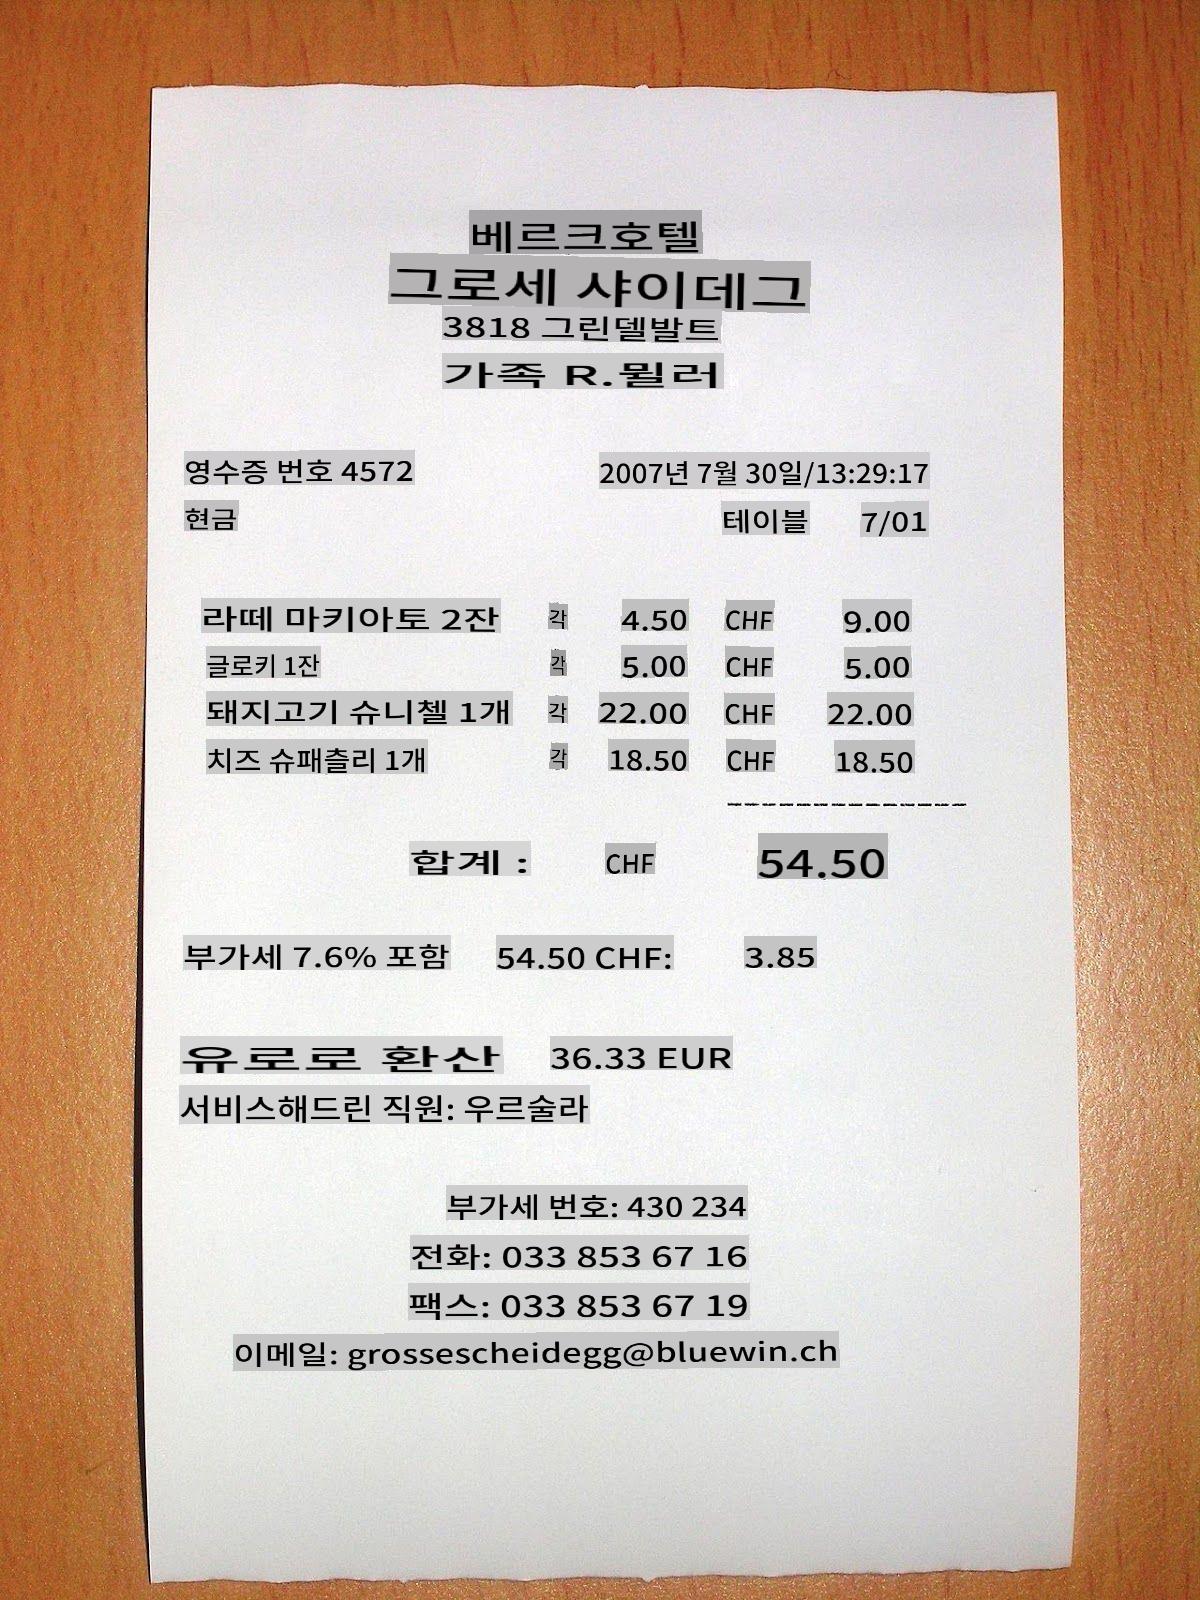 베르크호텔
그로세 샤이데그
3818 그린델발트
가족 R.뮐러
영수증 번호 4572 2007년 7월 30일/13:29:17
현금 테이블 7/01
라떼 마키아토 2잔 각 4.50 CHF 9.00
글로키 1잔 각 5.00 CHF 5.00
돼지고기 슈니첼 1개 각 22.00 CHF 22.00
치즈 슈패츨리 1개 각 18.50 CHF 18.50
---------------
합계 : CHF 54.50
부가세 7.6% 포함 54.50 CHF: 3.85
유로로 환산 36.33 EUR
서비스해드린 직원: 우르술라
부가세 번호: 430 234
전화: 033 853 67 16
팩스: 033 853 67 19
이메일: grossescheidegg@bluewin.ch